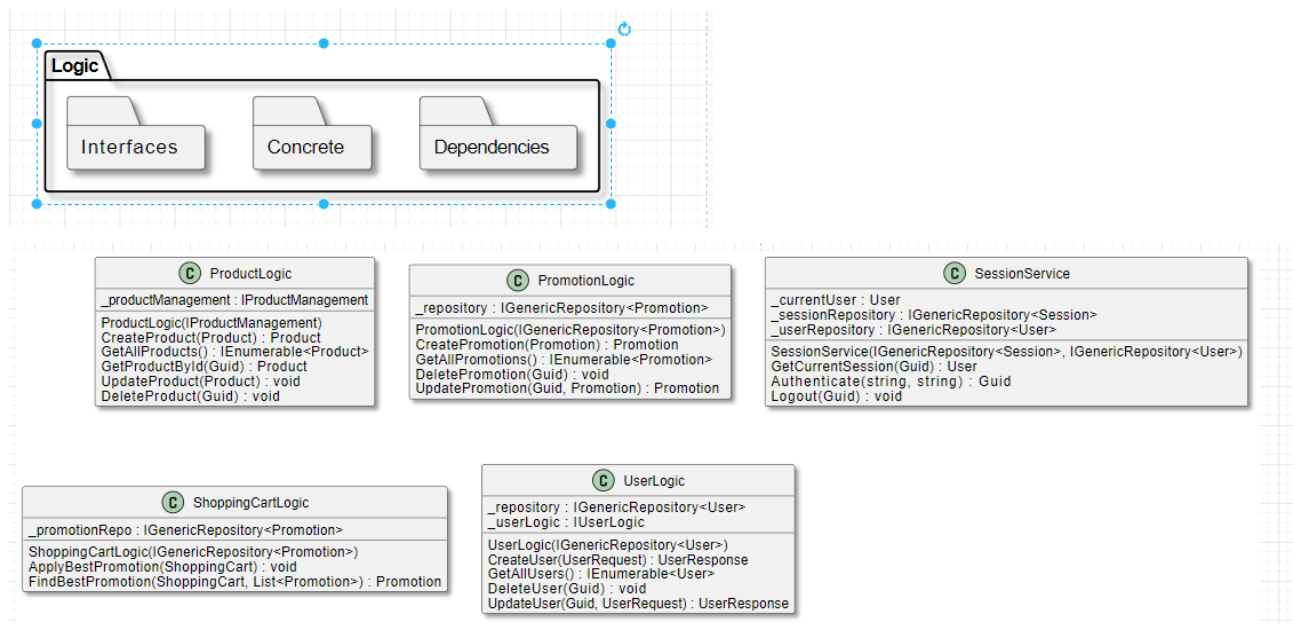 Logic
Interfaces
Concrete
Dependencies
C ProductLogic
_productManagement : IProductManagement
ProductLogic(IProductManagement)
CreateProduct(Product) : Product
GetAllProducts() : IEnumerable<Product>
GetProductById(Guid) : Product
UpdateProduct(Product) : void
DeleteProduct(Guid) : void
C PromotionLogic
_repository : IGenericRepository<Promotion>
PromotionLogic(IGenericRepository<Promotion>)
CreatePromotion(Promotion) : Promotion
GetAllPromotions() : IEnumerable<Promotion>
DeletePromotion(Guid) : void
UpdatePromotion(Guid, Promotion) : Promotion
C SessionService
_currentUser : User
_sessionRepository : IGenericRepository<Session>
_userRepository : IGenericRepository<User>
SessionService(IGenericRepository<Session>, IGenericRepository<User>)
GetCurrentSession(Guid) : User
Authenticate(string, string) : Guid
Logout(Guid) : void
C ShoppingCartLogic
_promotionRepo : IGenericRepository<Promotion>
ShoppingCartLogic(IGenericRepository<Promotion>)
ApplyBestPromotion(ShoppingCart) : void
FindBestPromotion(ShoppingCart, List<Promotion>) : Promotion
C UserLogic
_repository : IGenericRepository<User>
_userLogic : IUserLogic
UserLogic(IGenericRepository<User>)
CreateUser(UserRequest) : UserResponse
GetAllUsers() : IEnumerable<User>
DeleteUser(Guid) : void
UpdateUser(Guid, UserRequest) : UserResponse